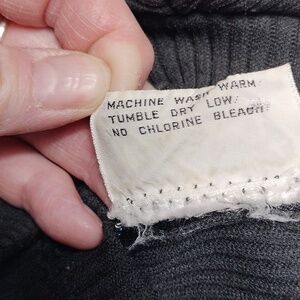 MACHINE WASH WARM
TUMBLE DRY LOW
NO CHLORINE BLEACH